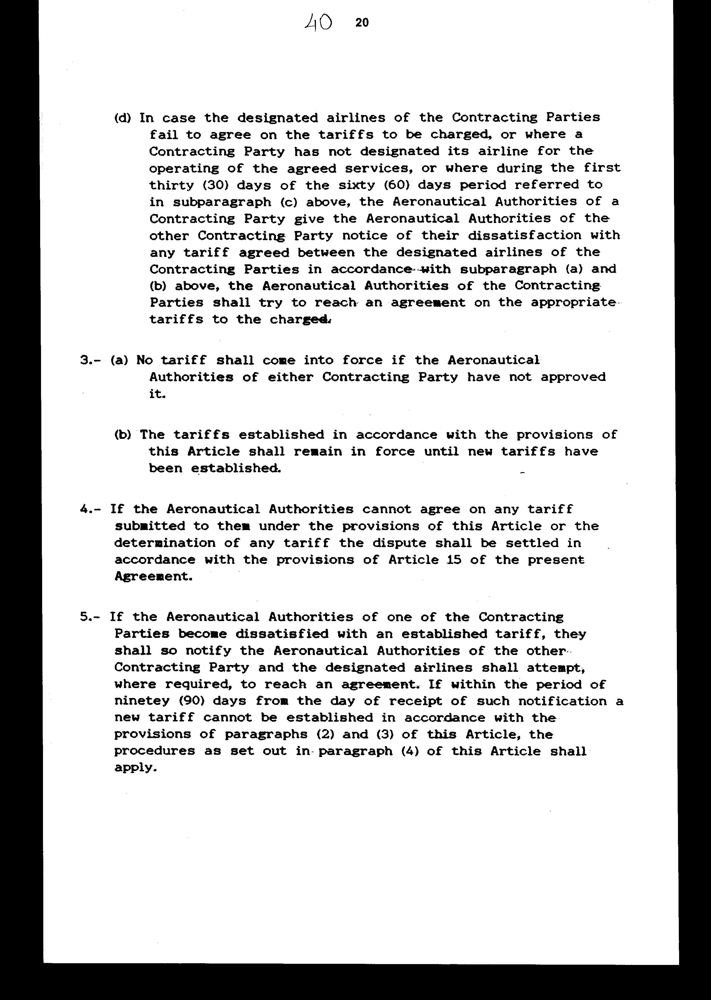 40 20
(d) In case the designated airlines of the Contracting Parties
fail to agree on the tariffs to be charged, or where a
Contracting Party has not designated its airline for the
operating of the agreed services, or where during the first
thirty (30) days of the sixty (60) days period referred to
in subparagraph (c) above, the Aeronautical Authorities of a
Contracting Party give the Aeronautical Authorities of the
other Contracting Party notice of their dissatisfaction with
any tariff agreed between the designated airlines of the
Contracting Parties in accordance with subparagraph (a) and
(b) above, the Aeronautical Authorities of the Contracting
Parties shall try to reach an agreement on the appropriate
tariffs to the charged.
3.- (a) No tariff shall come into force if the Aeronautical
Authorities of either Contracting Party have not approved
it.
(b) The tariffs established in accordance with the provisions of
this Article shall remain in force until new tariffs have
been established.
4.- If the Aeronautical Authorities cannot agree on any tariff
submitted to them under the provisions of this Article or the
determination of any tariff the dispute shall be settled in
accordance with the provisions of Article 15 of the present
Agreement.
5.- If the Aeronautical Authorities of one of the Contracting
Parties become dissatisfied with an established tariff, they
shall so notify the Aeronautical Authorities of the other
Contracting Party and the designated airlines shall attempt,
where required, to reach an agreement. If within the period of
ninetey (90) days from the day of receipt of such notification a
new tariff cannot be established in accordance with the
provisions of paragraphs (2) and (3) of this Article, the
procedures as set out in paragraph (4) of this Article shall
apply.